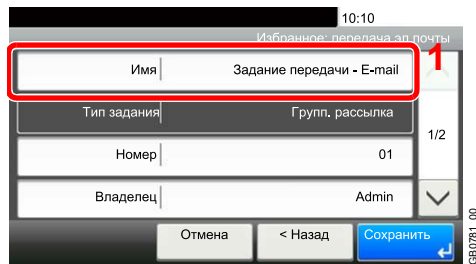 10:10
Избранное: передача эл.почты
1
Имя Задание передачи - E-mail
Тип задания Групп. рассылка
1/2
Номер 01
Владелец Admin
Отмена < Назад Сохранить
GB0781_00